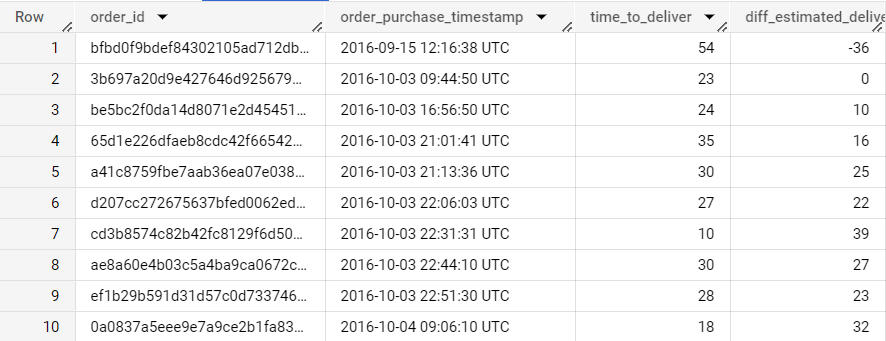 Row order_id order_purchase_timestamp time_to_deliver diff_estimated_delive
1 bfbd0f9bdef84302105ad712db... 2016-09-15 12:16:38 UTC 54 -36
2 3b697a20d9e427646d925679... 2016-10-03 09:44:50 UTC 23 0
3 be5bc2f0da14d8071e2d45451... 2016-10-03 16:56:50 UTC 24 10
4 65d1e226dfaeb8cdc42f66542... 2016-10-03 21:01:41 UTC 35 16
5 a41c8759fbe7aab36ea07e038... 2016-10-03 21:13:36 UTC 30 25
6 d207cc272675637bfed0062ed... 2016-10-03 22:06:03 UTC 27 22
7 cd3b8574c82b42fc8129f6d50... 2016-10-03 22:31:31 UTC 10 39
8 ae8a60e4b03c5a4ba9ca0672c... 2016-10-03 22:44:10 UTC 30 27
9 ef1b29b591d31d57c0d733746... 2016-10-03 22:51:30 UTC 28 23
10 0a0837a5eee9e7a9ce2b1fa83... 2016-10-04 09:06:10 UTC 18 32